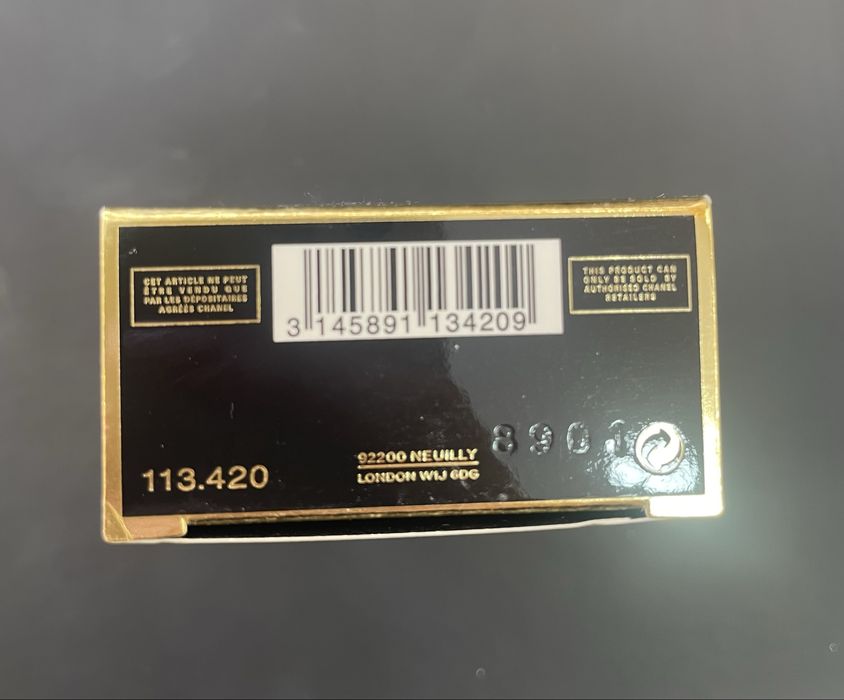 CET ARTICLE NE PEUT
ÊTRE VENDU QUE
PAR LES DÉPOSITAIRES
AGRÉÉS CHANEL
3 145891 134209
THIS PRODUCT CAN
ONLY BE SOLD BY
AUTHORISED CHANEL
RETAILERS
113.420
92200 NEUILLY
LONDON W1J 6DG
8901